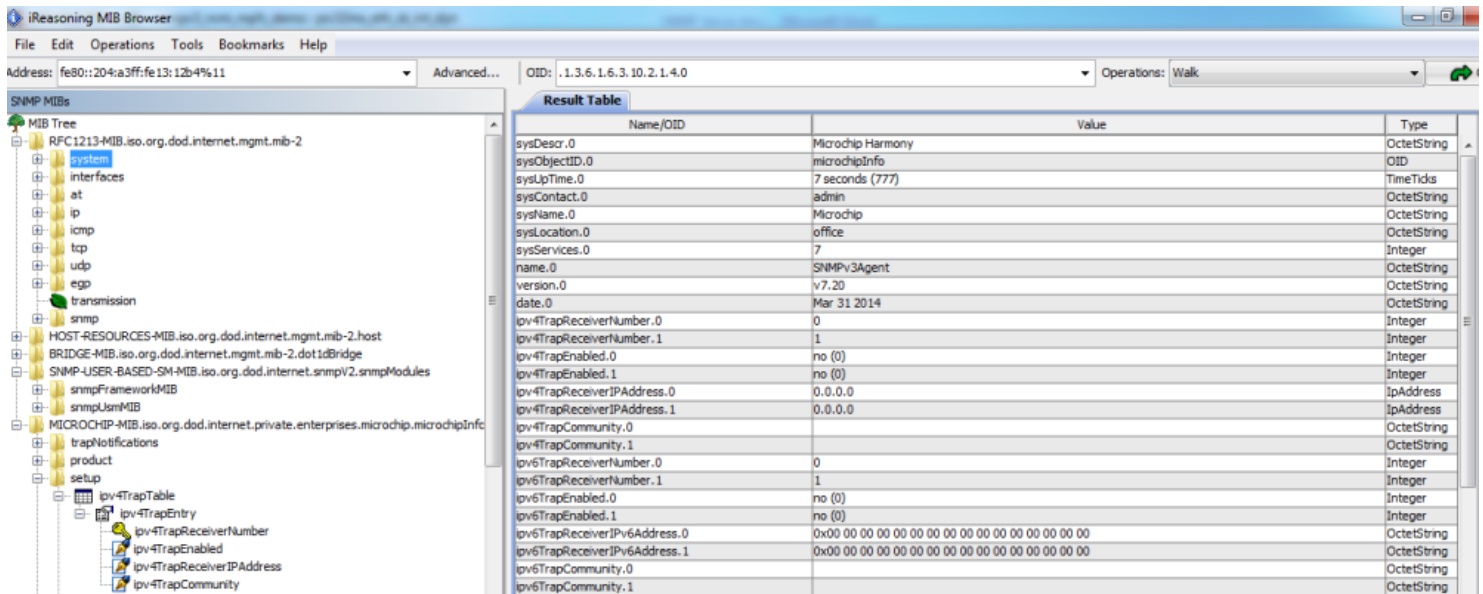 iReasoning MIB Browser
File Edit Operations Tools Bookmarks Help
Address: fe80::204:a3ff:fe13:12b4%11 Advanced... OID: .1.3.6.1.6.3.10.2.1.4.0 Operations: Walk
SNMP MIBs
MIB Tree
RFC1213-MIB.iso.org.dod.internet.mgmt.mib-2
system
interfaces
at
ip
icmp
tcp
udp
egp
transmission
snmp
HOST-RESOURCES-MIB.iso.org.dod.internet.mgmt.mib-2.host
BRIDGE-MIB.iso.org.dod.internet.mgmt.mib-2.dot1dBridge
SNMP-USER-BASED-SM-MIB.iso.org.dod.internet.snmpV2.snmpModules
snmpFrameworkMIB
snmpUsmMIB
MICROCHIP-MIB.iso.org.dod.internet.private.enterprises.microchip.microchipInfo
trapNotifications
product
setup
ipv4TrapTable
ipv4TrapEntry
ipv4TrapReceiverNumber
ipv4TrapEnabled
ipv4TrapReceiverIPAddress
ipv4TrapCommunity
Result Table
Name/OID Value Type
sysDescr.0 Microchip Harmony OctetString
sysObjectID.0 microchipInfo OID
sysUpTime.0 7 seconds (777) TimeTicks
sysContact.0 admin OctetString
sysName.0 Microchip OctetString
sysLocation.0 office OctetString
sysServices.0 7 Integer
name.0 SNMPv3Agent OctetString
version.0 v7.20 OctetString
date.0 Mar 31 2014 OctetString
ipv4TrapReceiverNumber.0 0 Integer
ipv4TrapReceiverNumber.1 1 Integer
ipv4TrapEnabled.0 no (0) Integer
ipv4TrapEnabled.1 no (0) Integer
ipv4TrapReceiverIPAddress.0 0.0.0.0 IpAddress
ipv4TrapReceiverIPAddress.1 0.0.0.0 IpAddress
ipv4TrapCommunity.0 OctetString
ipv4TrapCommunity.1 OctetString
ipv6TrapReceiverNumber.0 0 Integer
ipv6TrapReceiverNumber.1 1 Integer
ipv6TrapEnabled.0 no (0) Integer
ipv6TrapEnabled.1 no (0) Integer
ipv6TrapReceiverIPv6Address.0 0x00 00 00 00 00 00 00 00 00 00 00 00 00 00 00 00 OctetString
ipv6TrapReceiverIPv6Address.1 0x00 00 00 00 00 00 00 00 00 00 00 00 00 00 00 00 OctetString
ipv6TrapCommunity.0 OctetString
ipv6TrapCommunity.1 OctetString